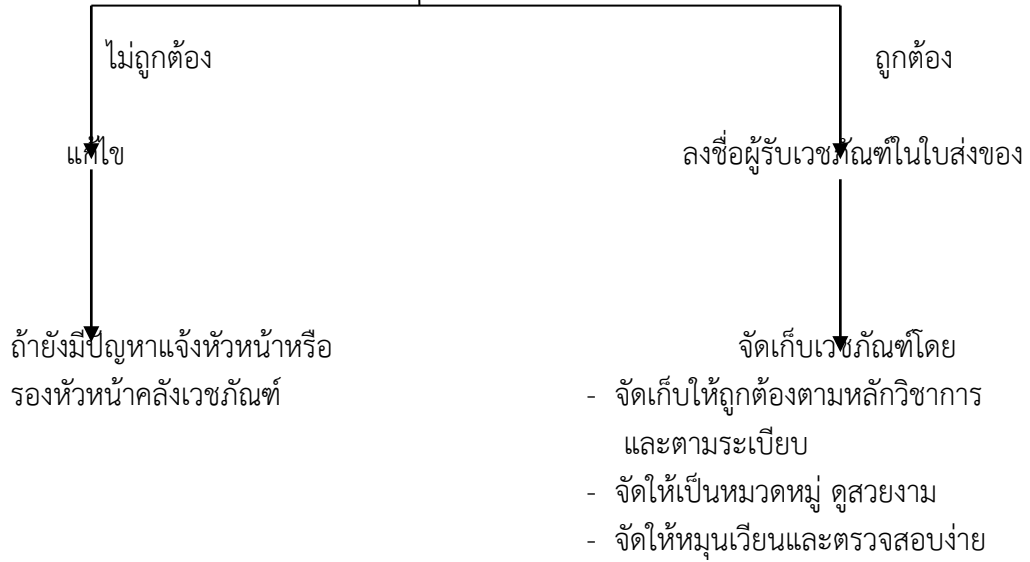 ไม่ถูกต้อง
ถูกต้อง
แก้ไข
ลงชื่อผู้รับเวชภัณฑ์ในใบส่งของ
ถ้ายังมีปัญหาแจ้งหัวหน้าหรือ
รองหัวหน้าคลังเวชภัณฑ์
จัดเก็บเวชภัณฑ์โดย
- จัดเก็บให้ถูกต้องตามหลักวิชาการ
และตามระเบียบ
- จัดให้เป็นหมวดหมู่ ดูสวยงาม
- จัดให้หมุนเวียนและตรวจสอบง่าย